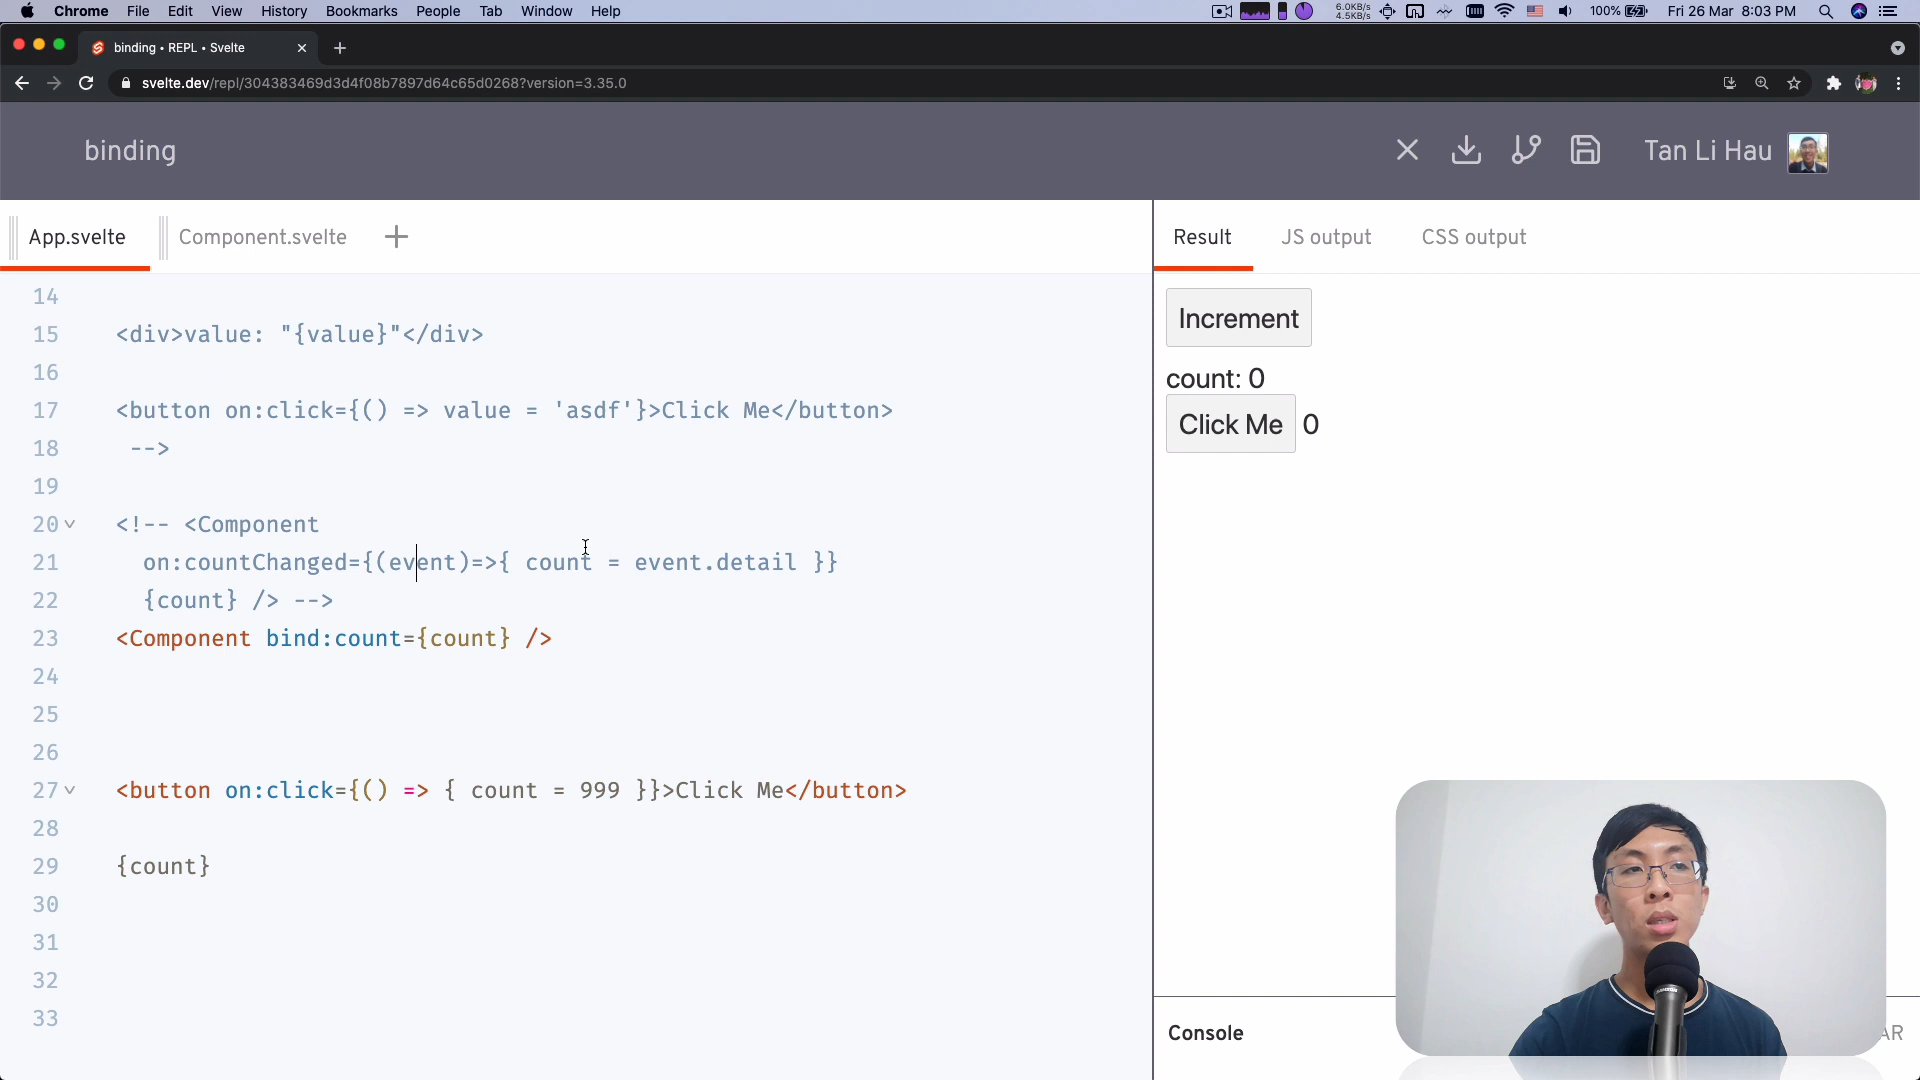 Chrome File Edit View History Bookmarks People Tab Window Help
6.0KB/s
4.5KB/s
100%
Fri 26 Mar 8:03 PM
binding • REPL • Svelte
svelte.dev/repl/304383469d3d4f08b7897d64c65d0268?version=3.35.0
binding
Tan Li Hau
App.svelte
Component.svelte
Result
JS output
CSS output
14
15 <div>value: "{value}"</div>
16
17 <button on:click={() => value = 'asdf'}>Click Me</button>
18 -->
19
20 <!-- <Component
21 on:countChanged={(event)=>{ count = event.detail }}
22 {count} /> -->
23 <Component bind:count={count} />
24
25
26
27 <button on:click={() => { count = 999 }}>Click Me</button>
28
29 {count}
30
31
32
33
Increment
count: 0
Click Me 0
Console
AR